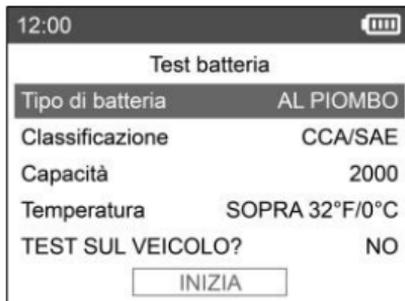 12:00
Test batteria
Tipo di batteria AL PIOMBO
Classificazione CCA/SAE
Capacità 2000
Temperatura SOPRA 32°F/0°C
TEST SUL VEICOLO? NO
INIZIA